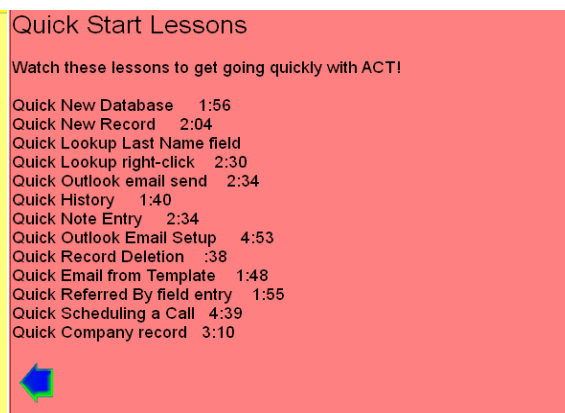 Quick Start Lessons
Watch these lessons to get going quickly with ACT!
Quick New Database 1:56
Quick New Record 2:04
Quick Lookup Last Name field
Quick Lookup right-click 2:30
Quick Outlook email send 2:34
Quick History 1:40
Quick Note Entry 2:34
Quick Outlook Email Setup 4:53
Quick Record Deletion :38
Quick Email from Template 1:48
Quick Referred By field entry 1:55
Quick Scheduling a Call 4:39
Quick Company record 3:10